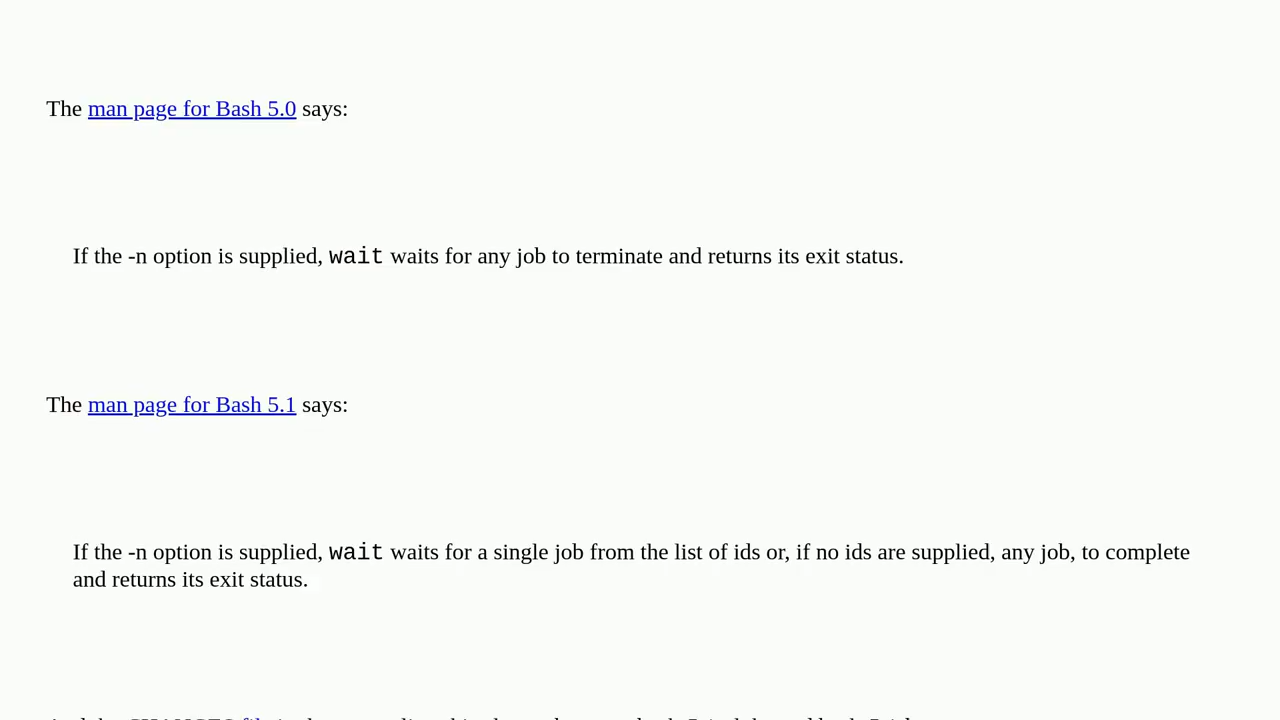 The man page for Bash 5.0 says:
If the -n option is supplied, wait waits for any job to terminate and returns its exit status.
The man page for Bash 5.1 says:
If the -n option is supplied, wait waits for a single job from the list of ids or, if no ids are supplied, any job, to complete
and returns its exit status.